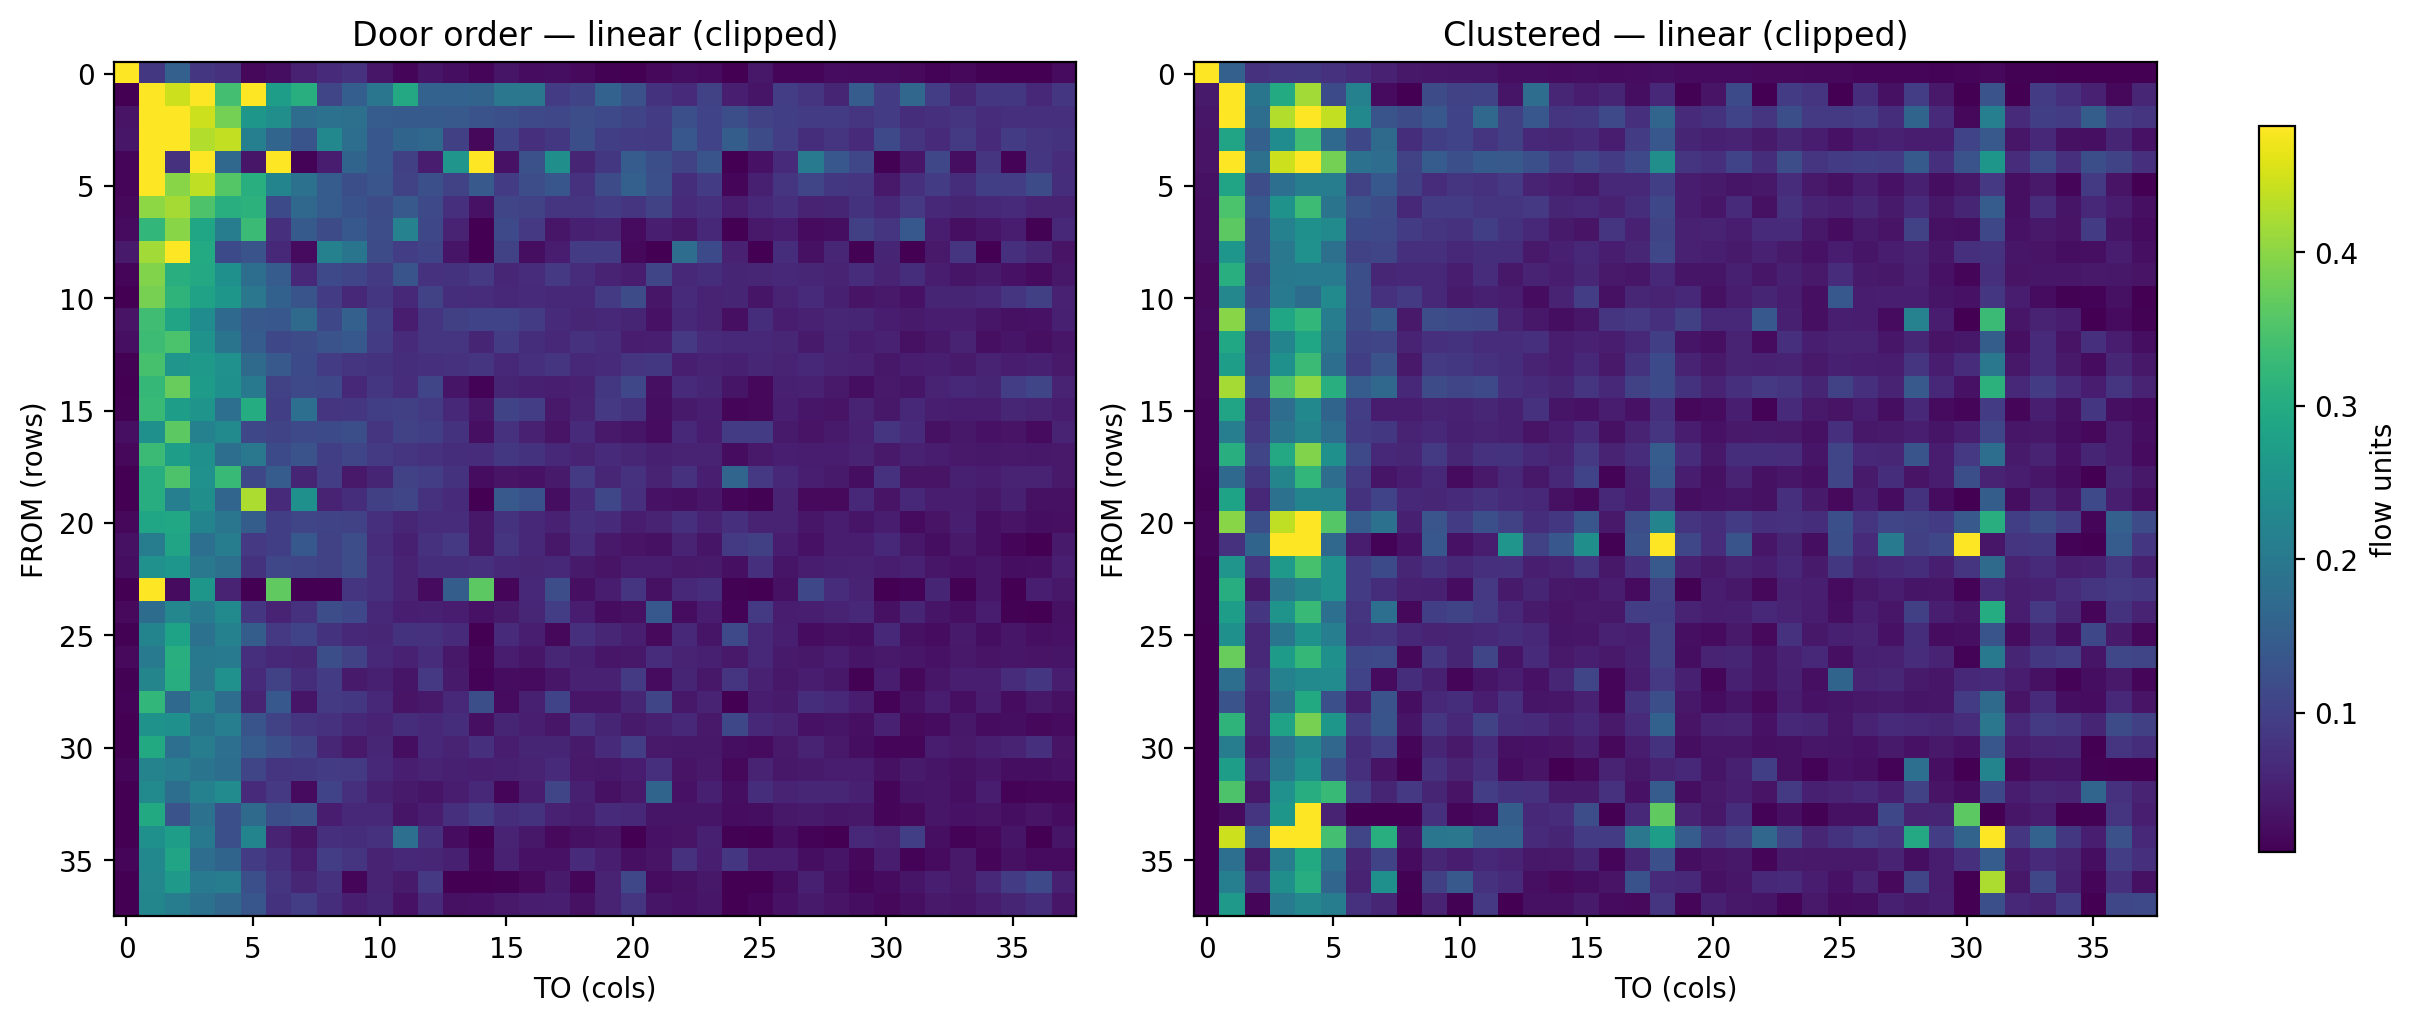 Door order — linear (clipped)
0
5
10
15
20
25
30
35
FROM (rows)
0 5 10 15 20 25 30 35
TO (cols)
Clustered — linear (clipped)
0
5
10
15
20
25
30
35
FROM (rows)
0 5 10 15 20 25 30 35
TO (cols)
0.4
0.3
0.2
0.1
flow units